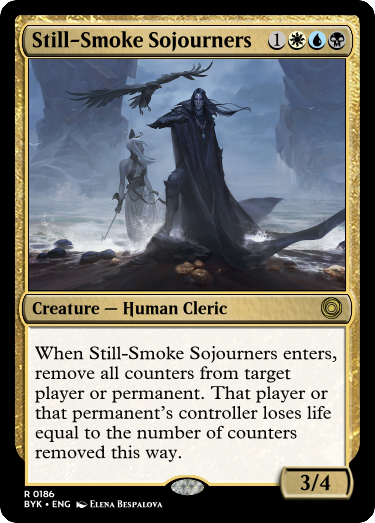 Still-Smoke Sojourners 1
Creature — Human Cleric
When Still-Smoke Sojourners enters,
remove all counters from target
player or permanent. That player or
that permanent's controller loses life
equal to the number of counters
removed this way.
3/4
R 0186
BYK • ENG Elena Bespalova